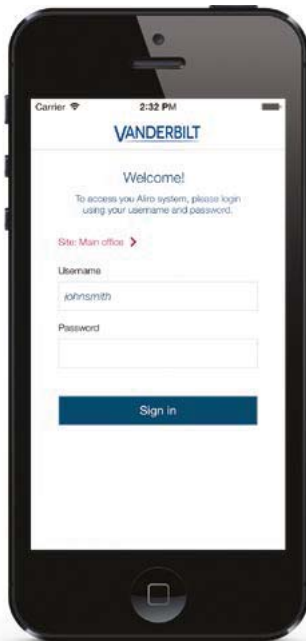 Carrier 2:32 PM
VANDERBILT
Welcome!
To access you Aliro system, please login
using your username and password.
Site: Main office
Username
johnsmith
Password
Sign in